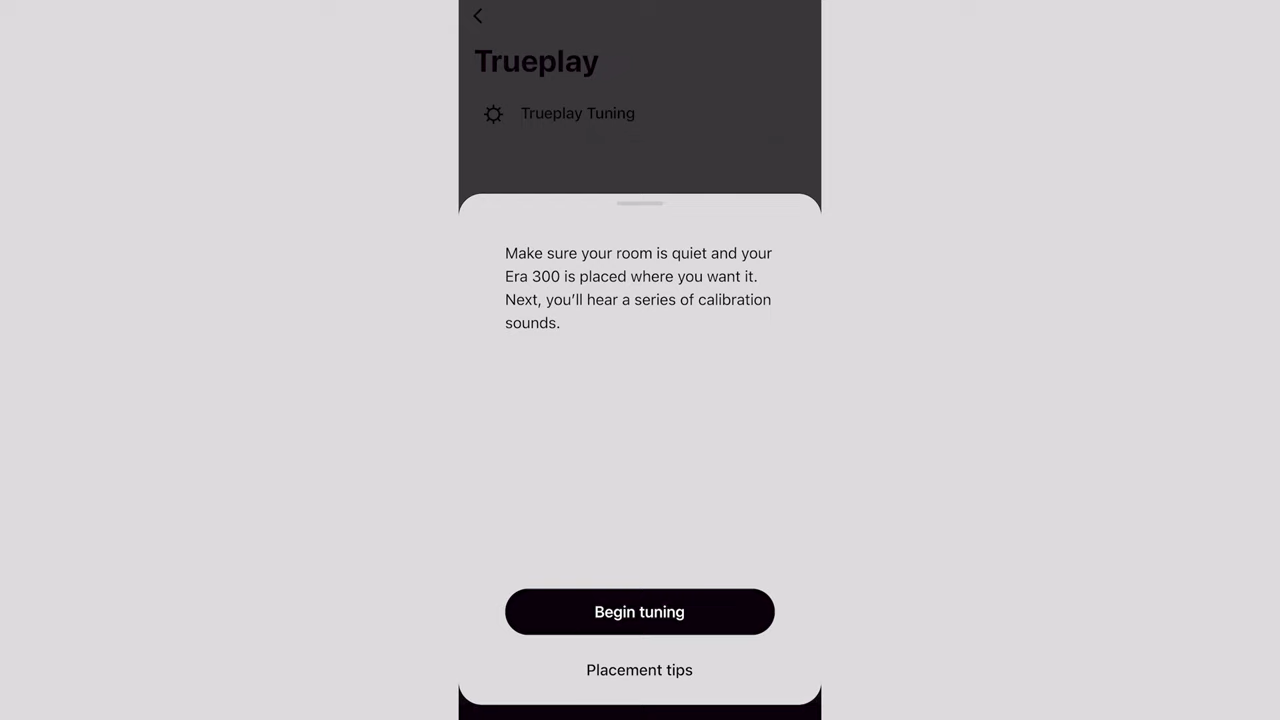 Trueplay
Trueplay Tuning
Make sure your room is quiet and your
Era 300 is placed where you want it.
Next, you’ll hear a series of calibration
sounds.
Begin tuning
Placement tips